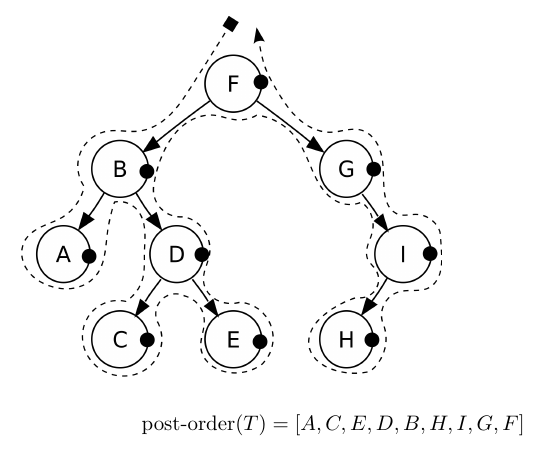 F
B
G
A
D
I
C
E
H
post-order(T) = [A, C, E, D, B, H, I, G, F]